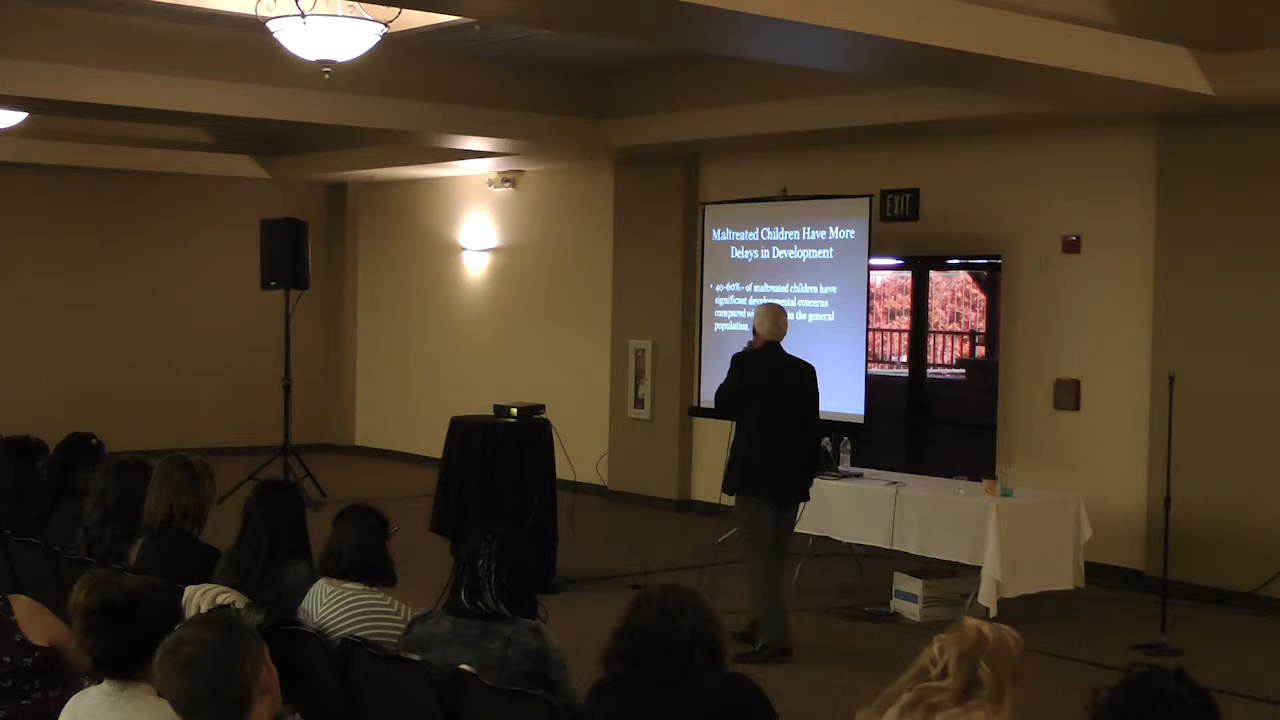 EXIT
Maltreated Children Have More
Delays in Development
• 40-60%- of maltreated children have
significant developmental concerns
compared in the general
population.